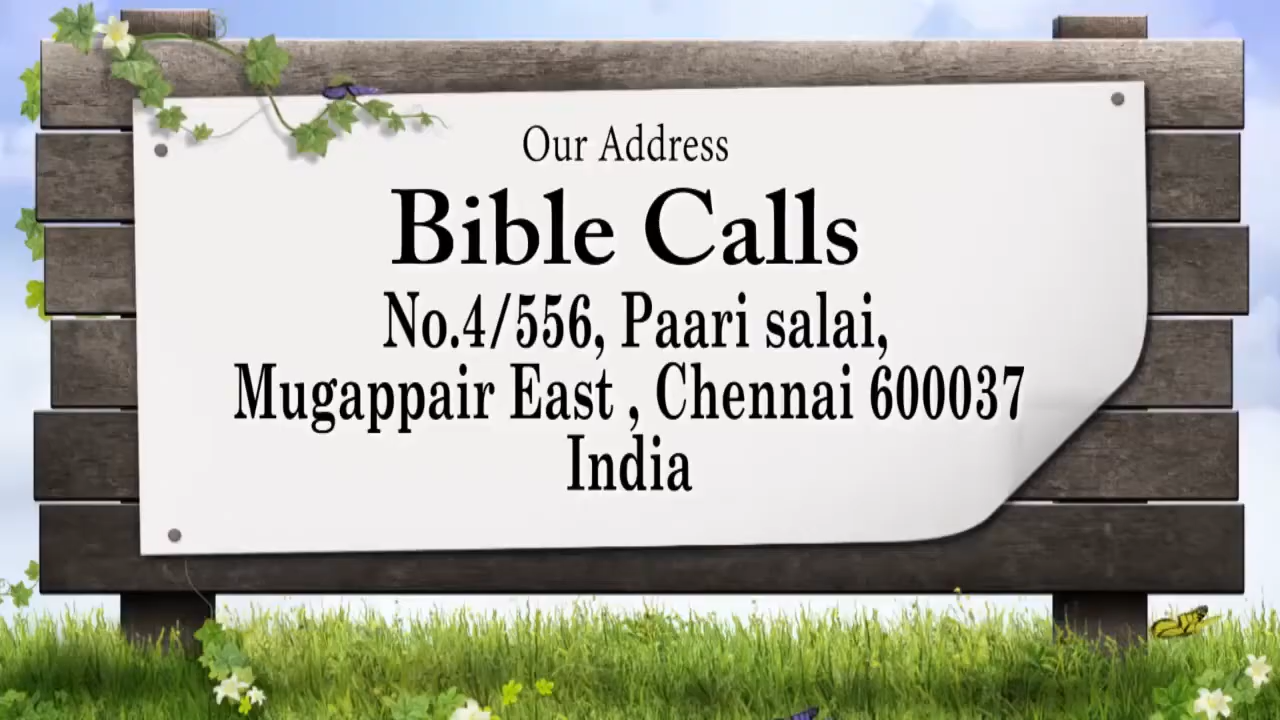 Our Address
Bible Calls
No.4/556, Paari salai,
Mugappair East , Chennai 600037
India